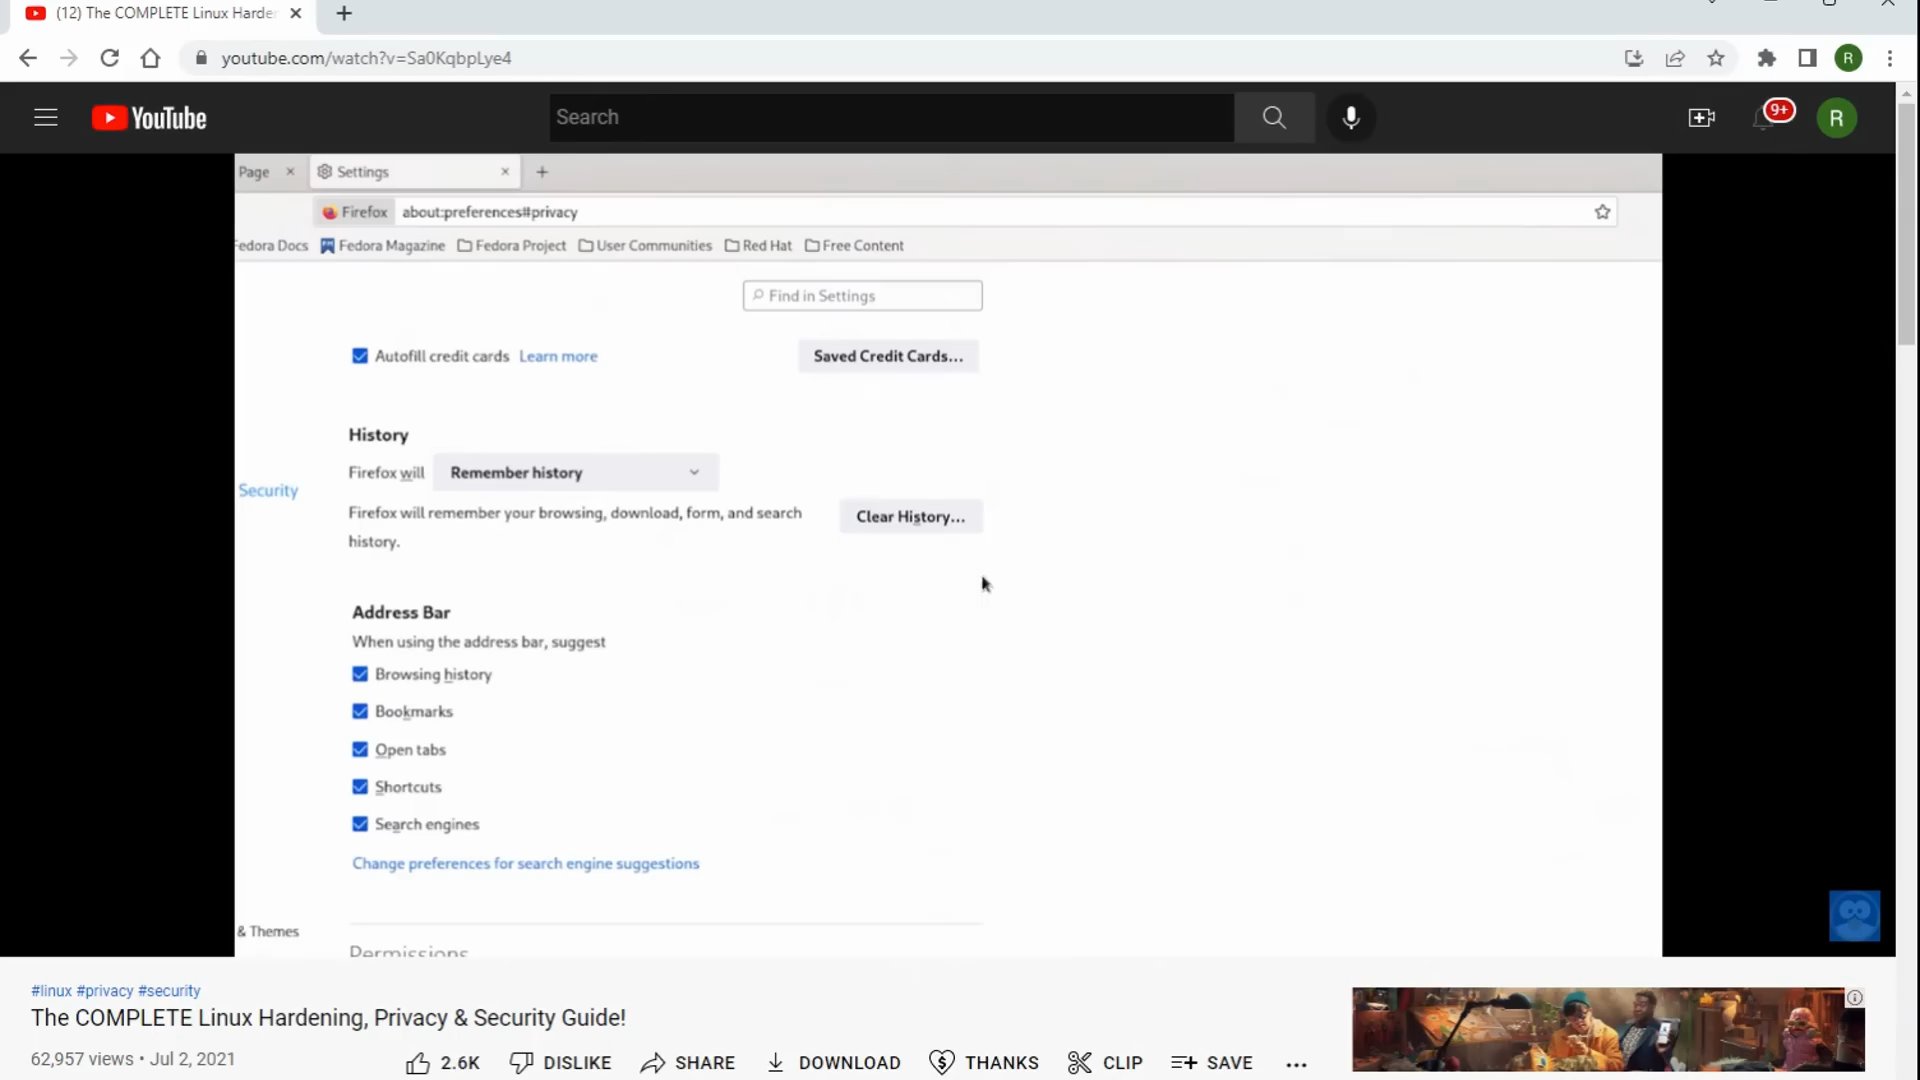 (12) The COMPLETE Linux Harde
youtube.com/watch?v=Sa0KqbpLye4
R
YouTube
Search
9+
R
Page
Settings
Firefox about:preferences#privacy
Fedora Docs Fedora Magazine Fedora Project User Communities Red Hat Free Content
Find in Settings
Autofill credit cards Learn more Saved Credit Cards...
History
Firefox will Remember history
Security
Firefox will remember your browsing, download, form, and search
history.
Clear History...
Address Bar
When using the address bar, suggest
Browsing history
Bookmarks
Open tabs
Shortcuts
Search engines
Change preferences for search engine suggestions
& Themes
Permissions
#linux #privacy #security
The COMPLETE Linux Hardening, Privacy & Security Guide!
62,957 views • Jul 2, 2021
2.6K DISLIKE SHARE DOWNLOAD THANKS CLIP SAVE